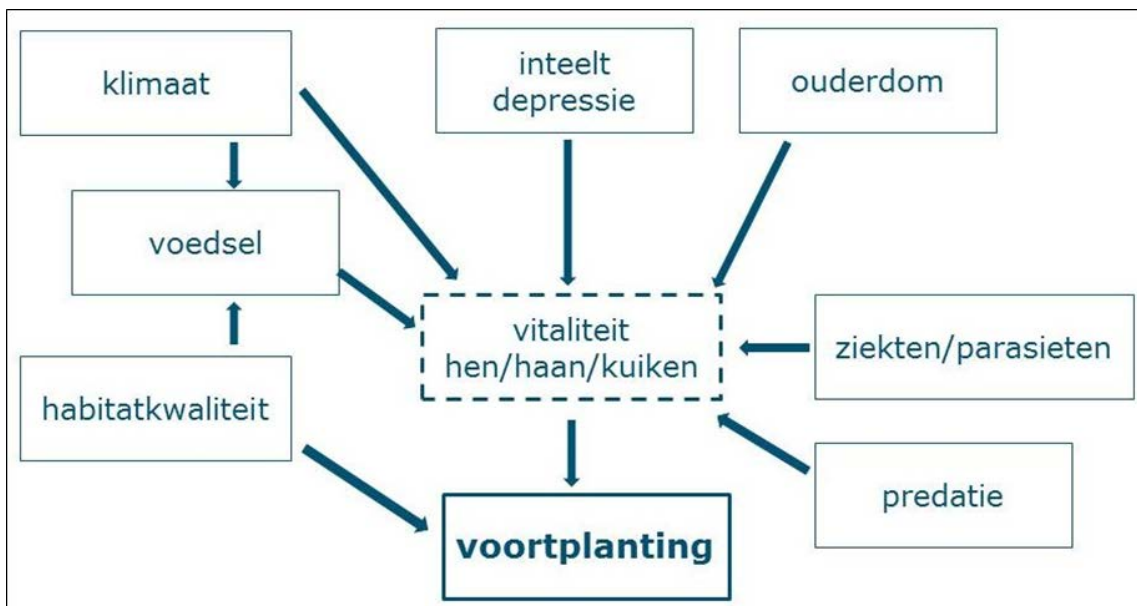 klimaat
inteelt
depressie
ouderdom
voedsel
vitaliteit
hen/haan/kuiken
ziekten/parasieten
habitatkwaliteit
predatie
voortplanting